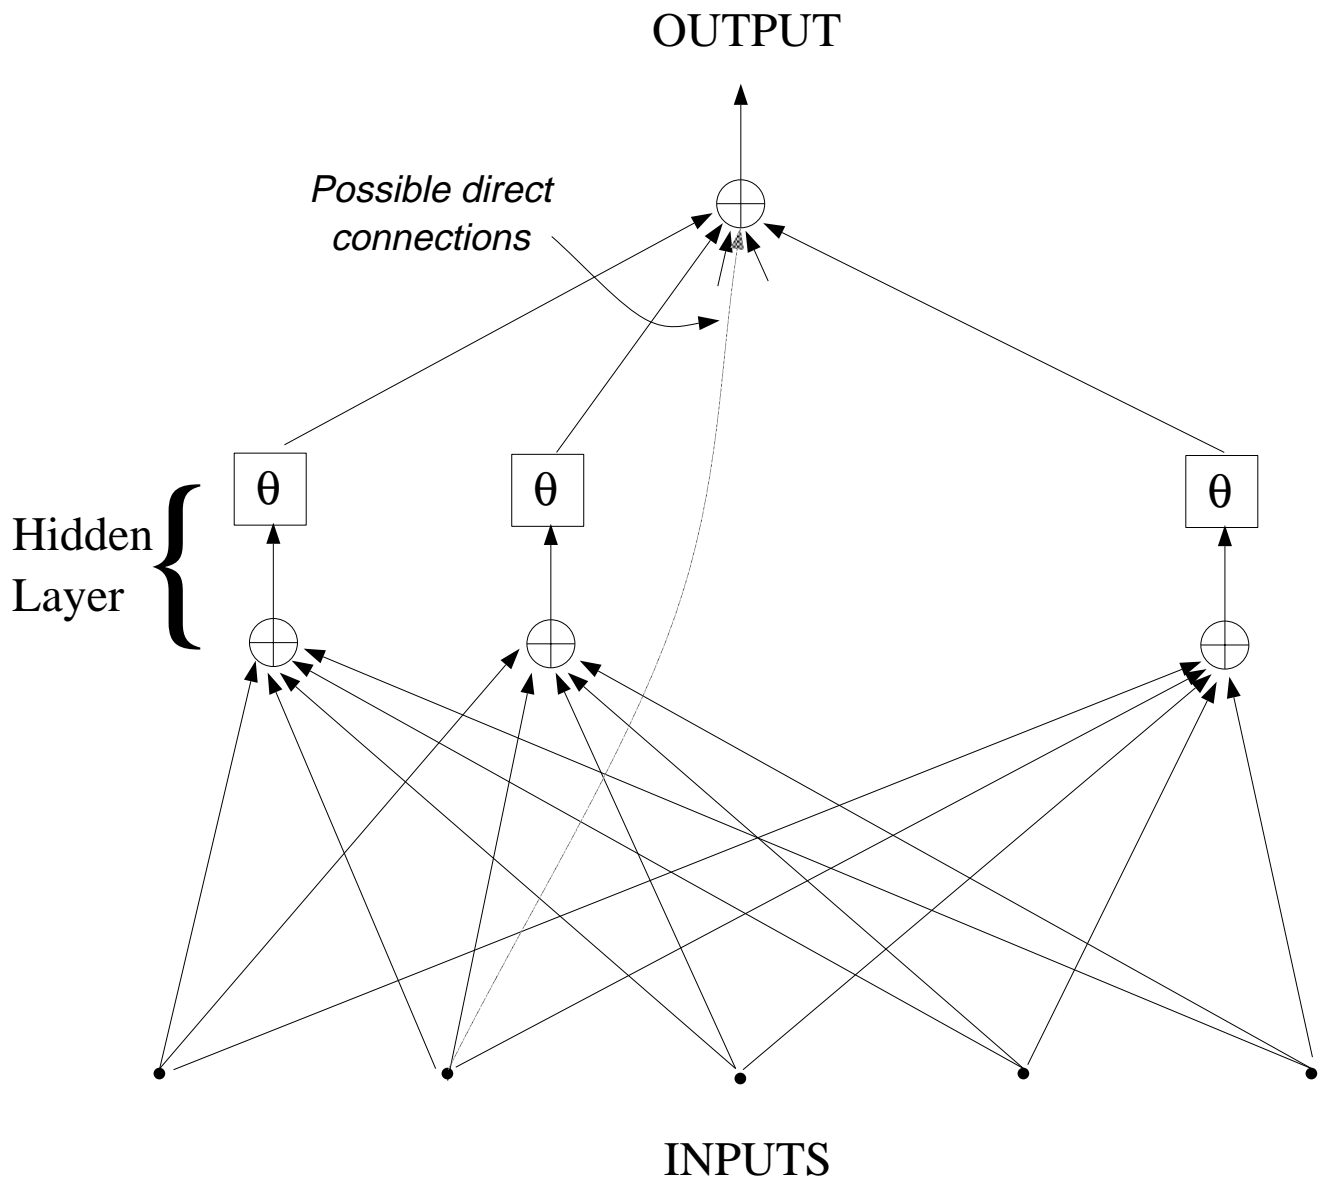 OUTPUT
Possible direct
connections
θ
θ
θ
Hidden
Layer
INPUTS